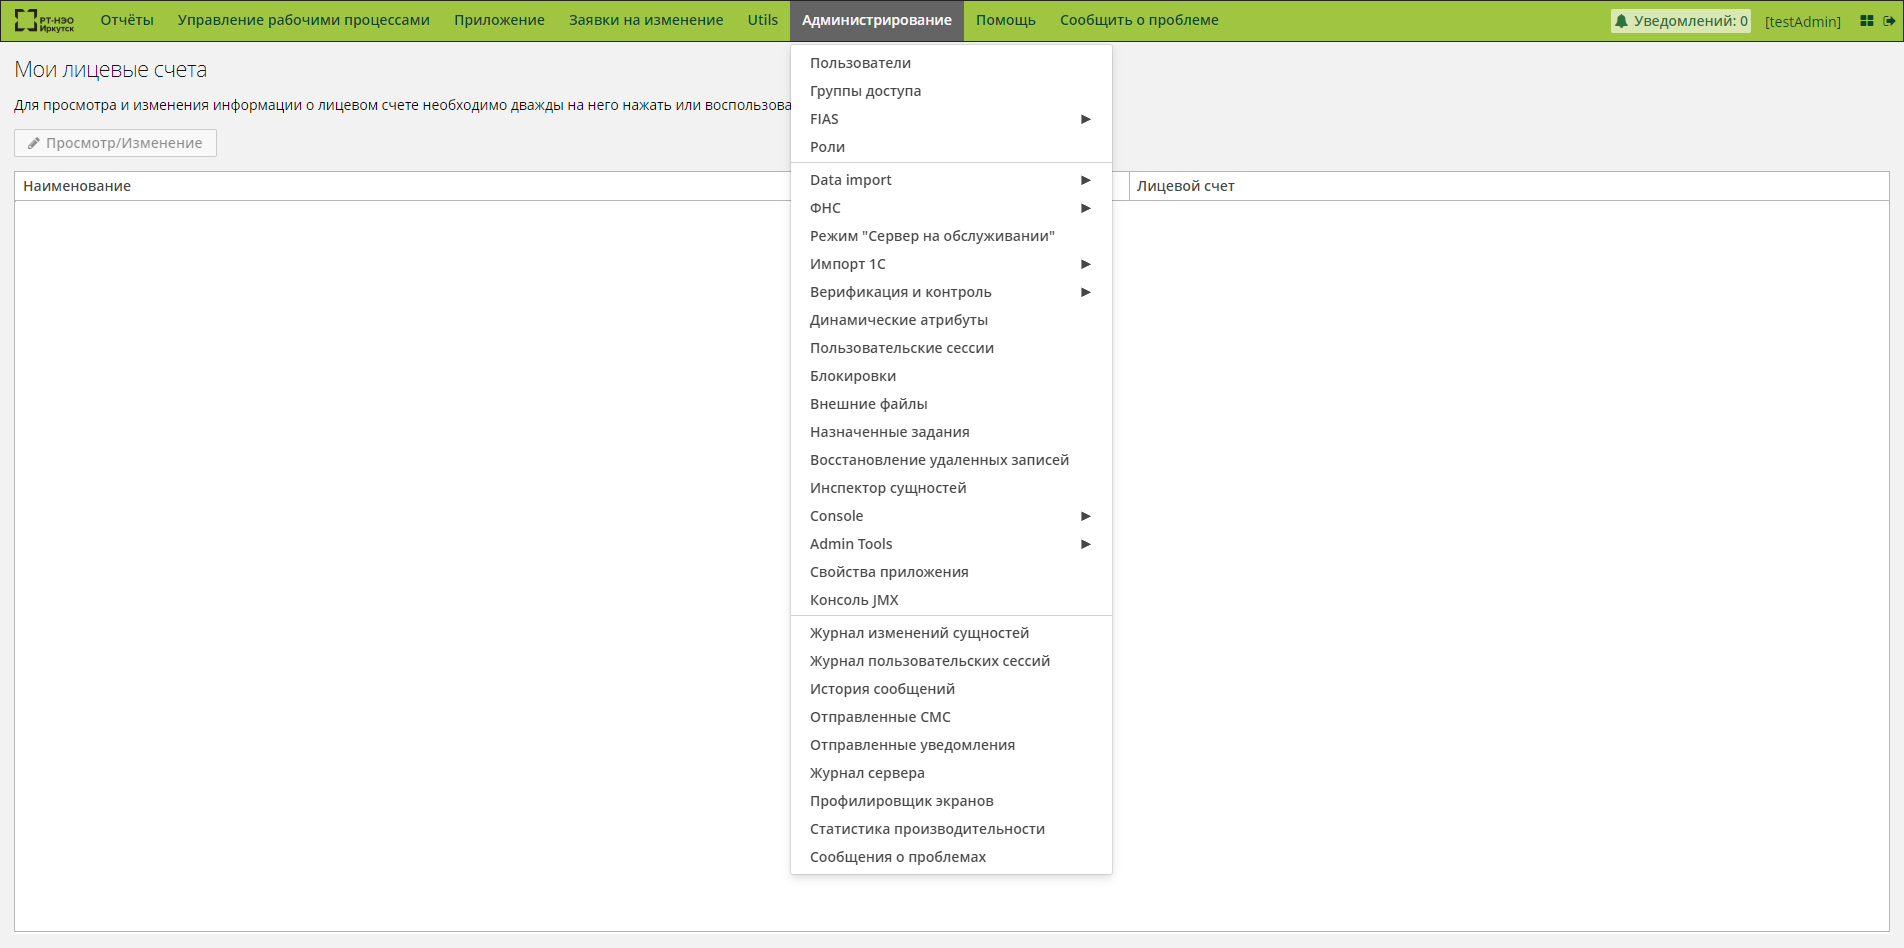 РТ-НЭО
Иркутск
Отчёты Управление рабочими процессами Приложение Заявки на изменение Utils Администрирование Помощь Сообщить о проблеме Уведомлений: 0 [testAdmin]
Мои лицевые счета
Для просмотра и изменения информации о лицевом счете необходимо дважды на него нажать или воспользова
Просмотр/Изменение
Наименование Лицевой счет
Пользователи
Группы доступа
FIAS
Роли
Data import
ФНС
Режим "Сервер на обслуживании"
Импорт 1С
Верификация и контроль
Динамические атрибуты
Пользовательские сессии
Блокировки
Внешние файлы
Назначенные задания
Восстановление удаленных записей
Инспектор сущностей
Console
Admin Tools
Свойства приложения
Консоль JMX
Журнал изменений сущностей
Журнал пользовательских сессий
История сообщений
Отправленные СМС
Отправленные уведомления
Журнал сервера
Профилировщик экранов
Статистика производительности
Сообщения о проблемах